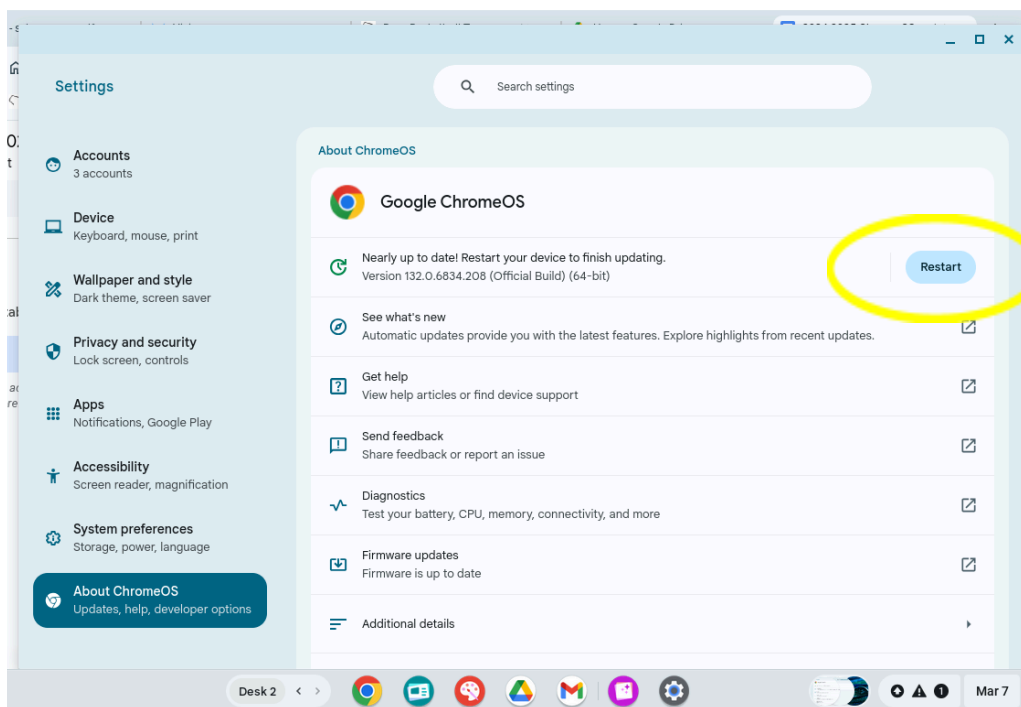 Settings
Search settings
About ChromeOS
Accounts
3 accounts
Device
Keyboard, mouse, print
Wallpaper and style
Dark theme, screen saver
Privacy and security
Lock screen, controls
Apps
Notifications, Google Play
Accessibility
Screen reader, magnification
System preferences
Storage, power, language
About ChromeOS
Updates, help, developer options
Google ChromeOS
Nearly up to date! Restart your device to finish updating.
Version 132.0.6834.208 (Official Build) (64-bit)
Restart
See what's new
Automatic updates provide you with the latest features. Explore highlights from recent updates.
Get help
View help articles or find device support
Send feedback
Share feedback or report an issue
Diagnostics
Test your battery, CPU, memory, connectivity, and more
Firmware updates
Firmware is up to date
Additional details
Desk 2
1
Mar 7